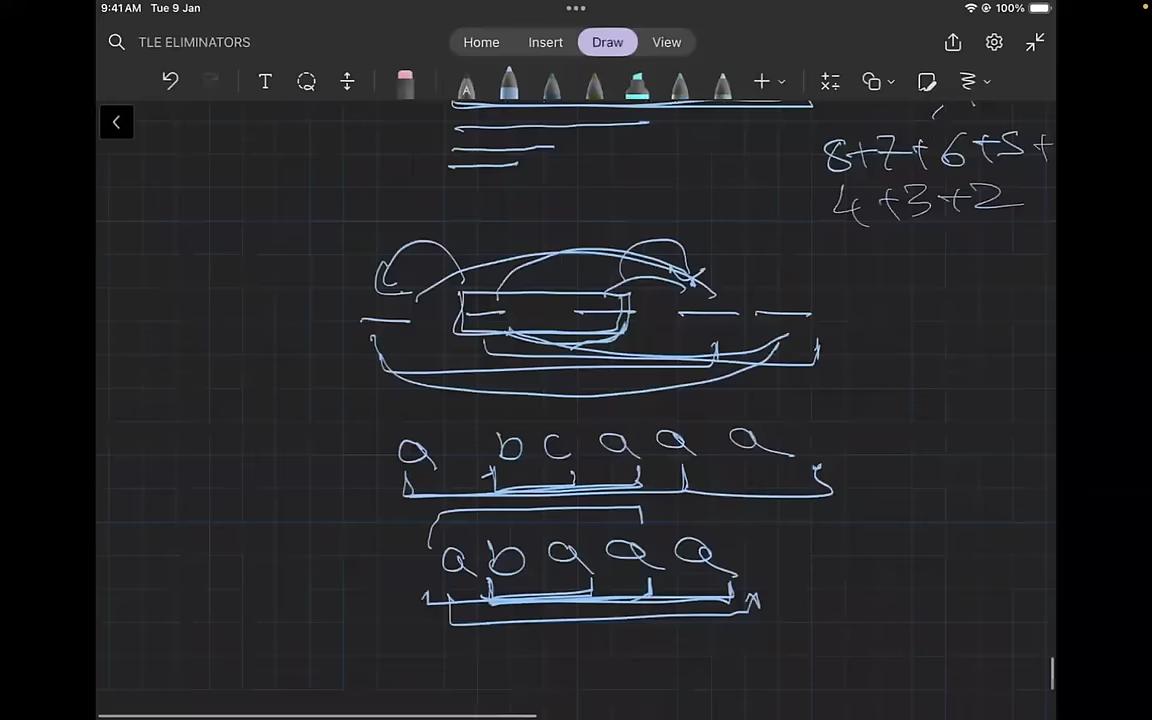 9:41 AM Tue 9 Jan
100%
TLE ELIMINATORS
Home Insert Draw View
T
A
8+7+6+5+
4+3+2
a b c a a a
a b a a a